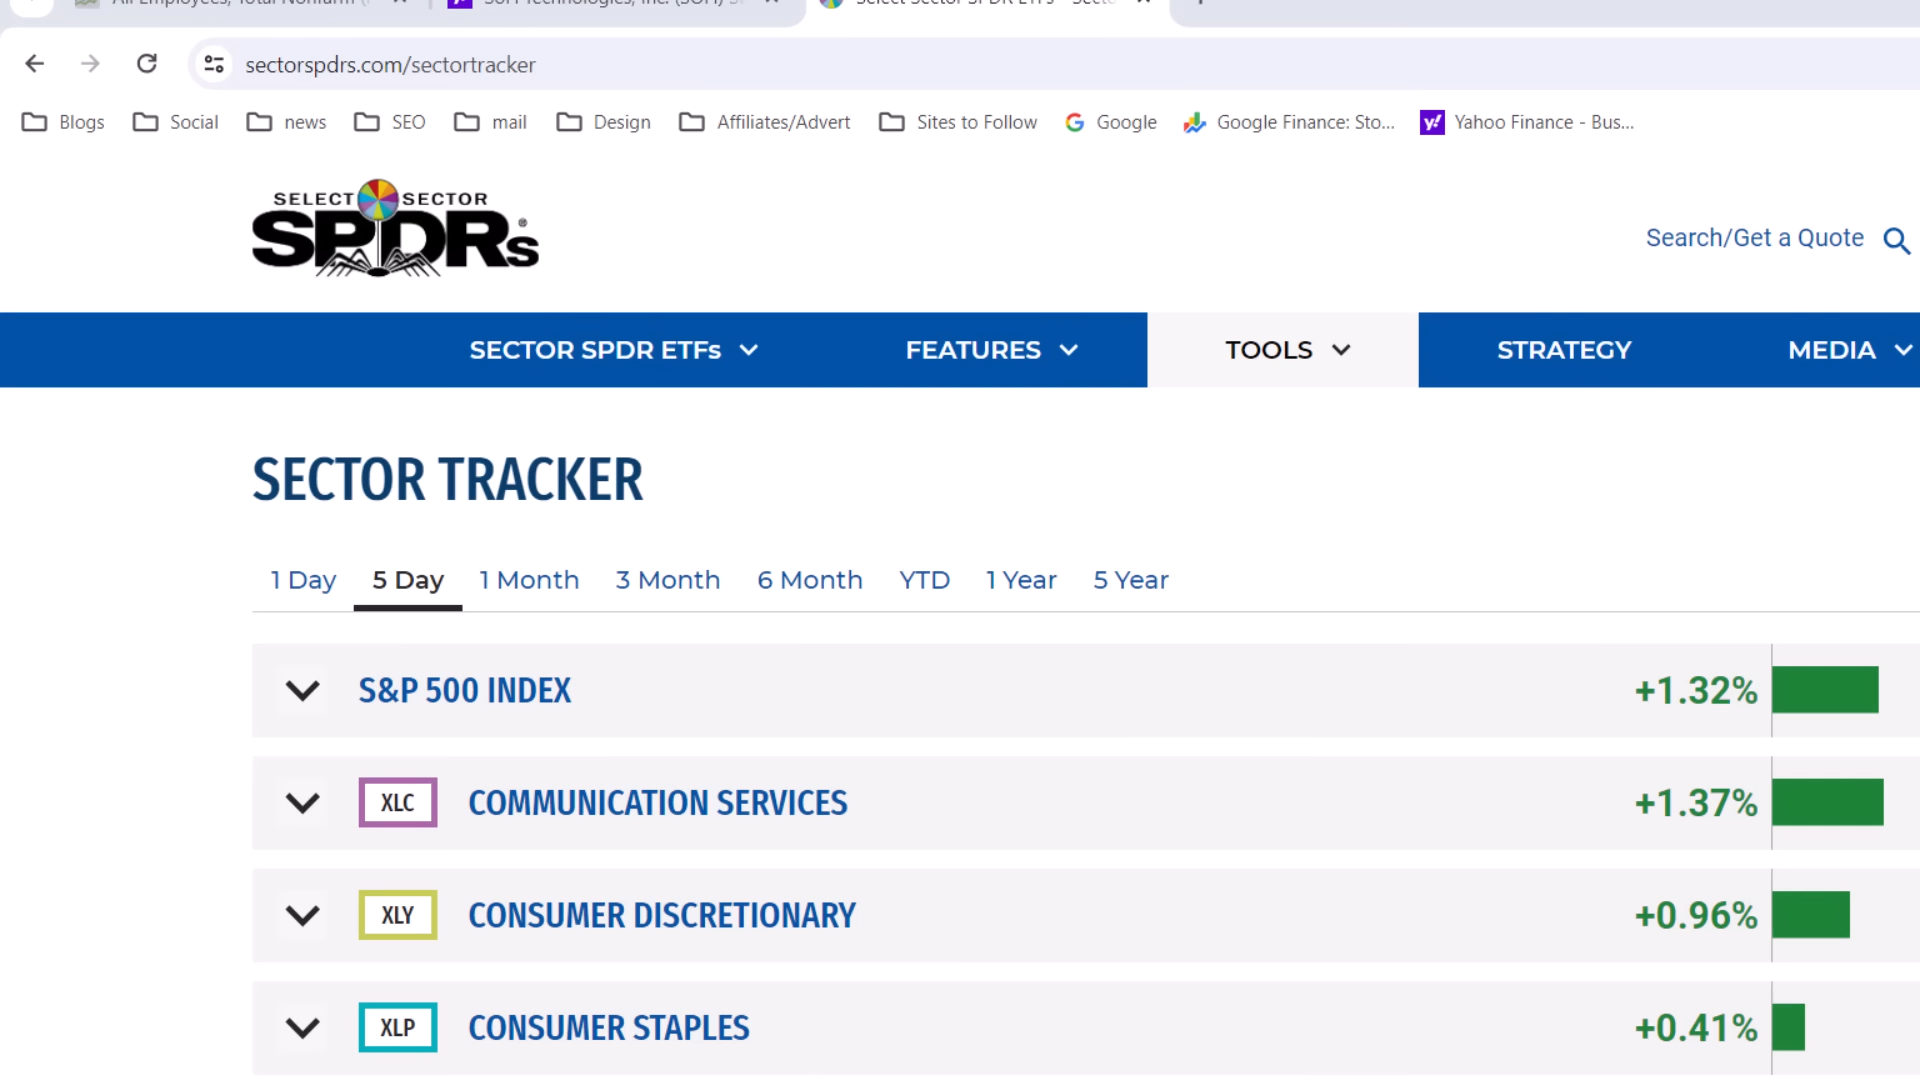 sectorspdrs.com/sectortracker
Blogs Social news SEO mail Design Affiliates/Advert Sites to Follow Google Google Finance: Sto... Yahoo Finance - Bus...
SELECT SECTOR
SPDRs
Search/Get a Quote
SECTOR SPDR ETFs FEATURES TOOLS STRATEGY MEDIA
SECTOR TRACKER
1 Day 5 Day 1 Month 3 Month 6 Month YTD 1 Year 5 Year
S&P 500 INDEX +1.32%
XLC COMMUNICATION SERVICES +1.37%
XLY CONSUMER DISCRETIONARY +0.96%
XLP CONSUMER STAPLES +0.41%